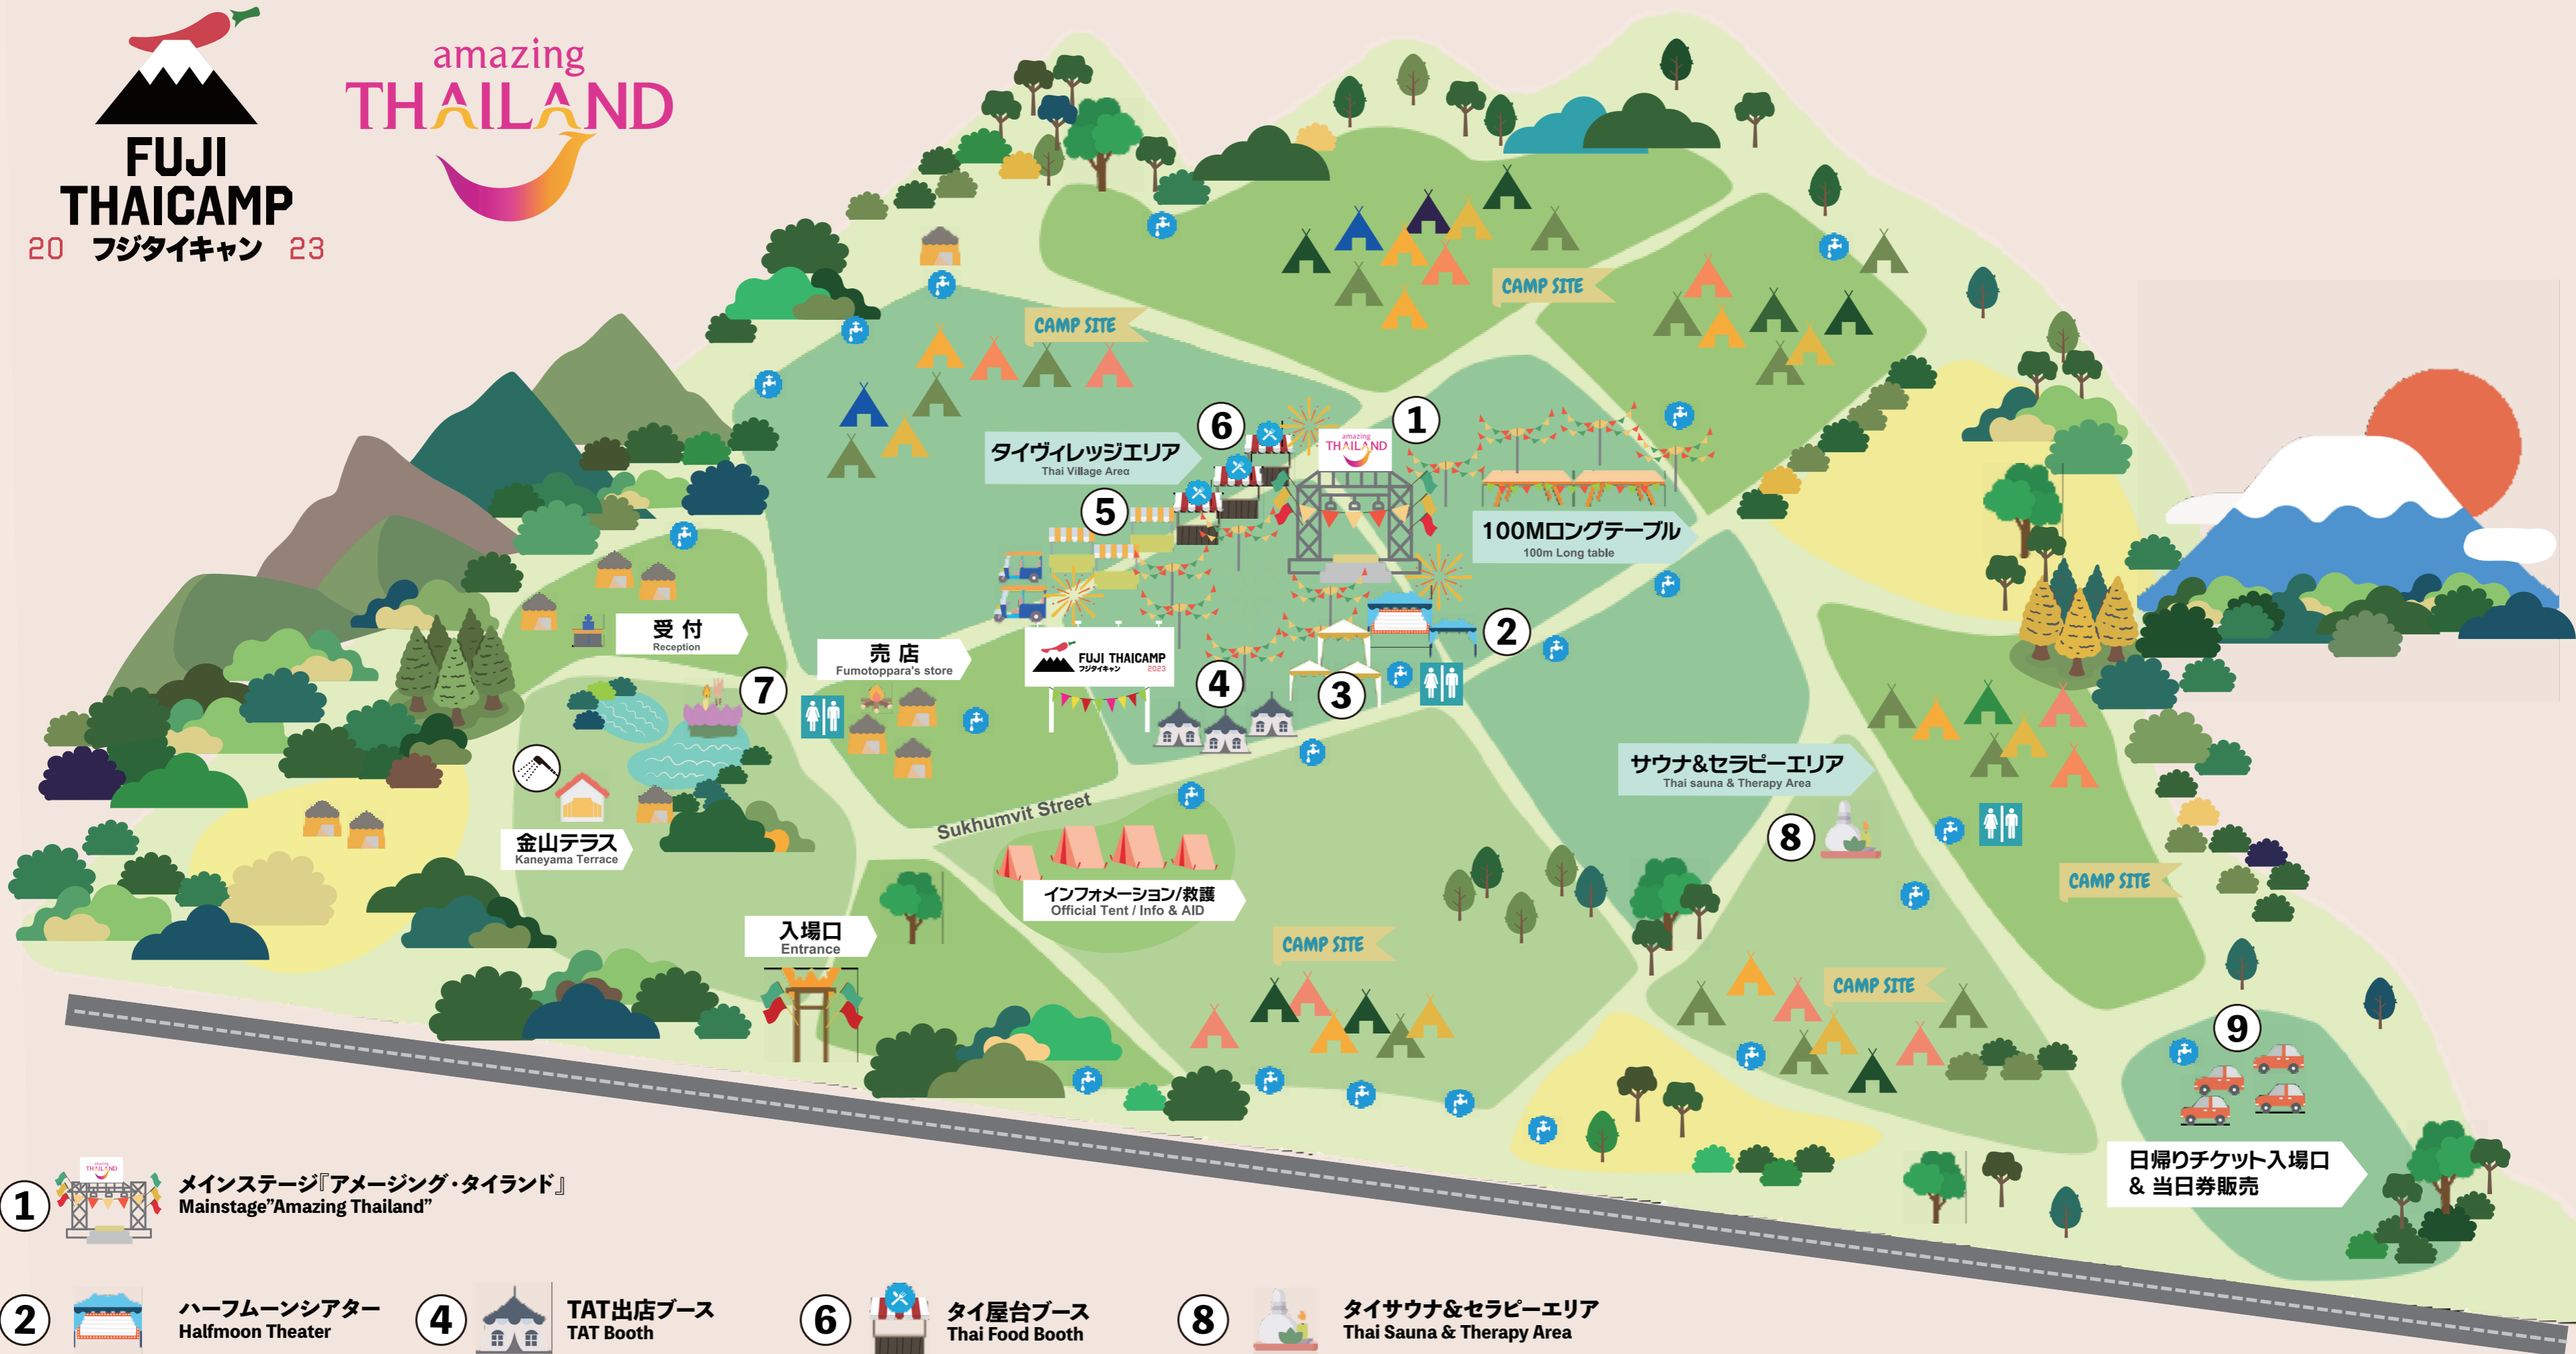 amazing
THAILAND
FUJI
THAICAMP
20 フジタイキャン 23
CAMP SITE
CAMP SITE
6
1
amazing
THAILAND
タイヴィレッジエリア
Thai Village Area
5
100Mロングテーブル
100m Long table
受 付
Reception
売 店
Fumotoppara's store
FUJI THAICAMP
フジタイキャン 2023
2
7
4
3
サウナ&セラピーエリア
Thai sauna & Therapy Area
8
金山テラス
Kaneyama Terrace
Sukhumvit Street
インフォメーション/救護
Official Tent / Info & AID
CAMP SITE
入場口
Entrance
CAMP SITE
CAMP SITE
9
日帰りチケット入場口
& 当日券販売
1
amazing
THAILAND
メインステージ『アメージング・タイランド』
Mainstage”Amazing Thailand”
2
ハーフムーンシアター
Halfmoon Theater
4
TAT出店ブース
TAT Booth
6
タイ屋台ブース
Thai Food Booth
8
タイサウナ&セラピーエリア
Thai Sauna & Therapy Area